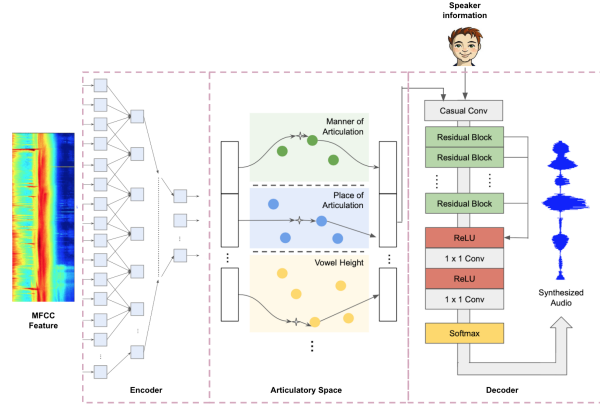 Speaker
information
Manner of
Articulation
Casual Conv
Residual Block
Residual Block
Place of
Articulation
Residual Block
ReLU
1 x 1 Conv
Vowel Height
ReLU
1 x 1 Conv
Synthesized
Audio
MFCC
Feature
Softmax
Encoder
Articulatory Space
Decoder